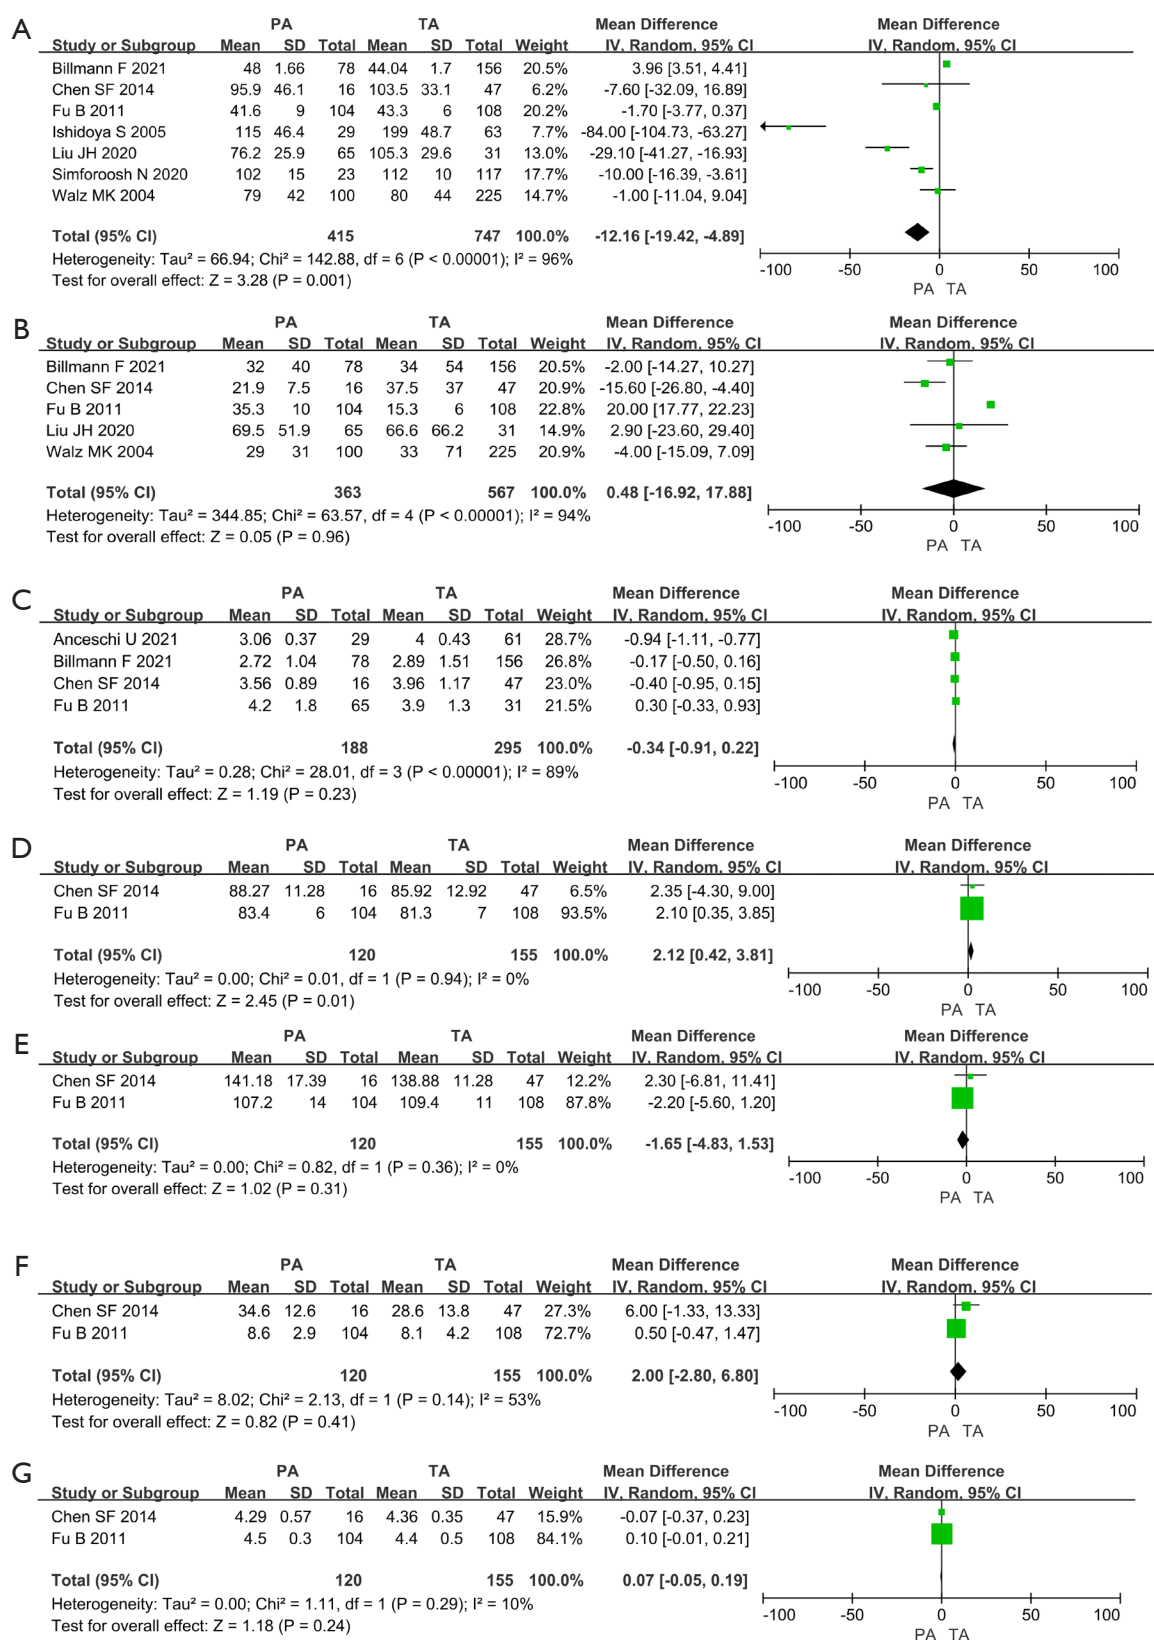 A
PA TA Mean Difference Mean Difference
Study or Subgroup Mean SD Total Mean SD Total Weight IV, Random, 95% CI IV, Random, 95% CI
Billmann F 2021 48 1.66 78 44.04 1.7 156 20.5% 3.96 [3.51, 4.41]
Chen SF 2014 95.9 46.1 16 103.5 33.1 47 6.2% -7.60 [-32.09, 16.89]
Fu B 2011 41.6 9 104 43.3 6 108 20.2% -1.70 [-3.77, 0.37]
Ishidoya S 2005 115 46.4 29 199 48.7 63 7.7% -84.00 [-104.73, -63.27]
Liu JH 2020 76.2 25.9 65 105.3 29.6 31 13.0% -29.10 [-41.27, -16.93]
Simforoosh N 2020 102 15 23 112 10 117 17.7% -10.00 [-16.39, -3.61]
Walz MK 2004 79 42 100 80 44 225 14.7% -1.00 [-11.04, 9.04]
Total (95% CI) 415 747 100.0% -12.16 [-19.42, -4.89]
Heterogeneity: Tau² = 66.94; Chi² = 142.88, df = 6 (P < 0.00001); I² = 96%
Test for overall effect: Z = 3.28 (P = 0.001)
-100 -50 0 50 100
PA TA
B
PA TA Mean Difference Mean Difference
Study or Subgroup Mean SD Total Mean SD Total Weight IV, Random, 95% CI IV, Random, 95% CI
Billmann F 2021 32 40 78 34 54 156 20.5% -2.00 [-14.27, 10.27]
Chen SF 2014 21.9 7.5 16 37.5 37 47 20.9% -15.60 [-26.80, -4.40]
Fu B 2011 35.3 10 104 15.3 6 108 22.8% 20.00 [17.77, 22.23]
Liu JH 2020 69.5 51.9 65 66.6 66.2 31 14.9% 2.90 [-23.60, 29.40]
Walz MK 2004 29 31 100 33 71 225 20.9% -4.00 [-15.09, 7.09]
Total (95% CI) 363 567 100.0% 0.48 [-16.92, 17.88]
Heterogeneity: Tau² = 344.85; Chi² = 63.57, df = 4 (P < 0.00001); I² = 94%
Test for overall effect: Z = 0.05 (P = 0.96)
-100 -50 0 50 100
PA TA
C
PA TA Mean Difference Mean Difference
Study or Subgroup Mean SD Total Mean SD Total Weight IV, Random, 95% CI IV, Random, 95% CI
Anceschi U 2021 3.06 0.37 29 4 0.43 61 28.7% -0.94 [-1.11, -0.77]
Billmann F 2021 2.72 1.04 78 2.89 1.51 156 26.8% -0.17 [-0.50, 0.16]
Chen SF 2014 3.56 0.89 16 3.96 1.17 47 23.0% -0.40 [-0.95, 0.15]
Fu B 2011 4.2 1.8 65 3.9 1.3 31 21.5% 0.30 [-0.33, 0.93]
Total (95% CI) 188 295 100.0% -0.34 [-0.91, 0.22]
Heterogeneity: Tau² = 0.28; Chi² = 28.01, df = 3 (P < 0.00001); I² = 89%
Test for overall effect: Z = 1.19 (P = 0.23)
-100 -50 0 50 100
PA TA
D
PA TA Mean Difference Mean Difference
Study or Subgroup Mean SD Total Mean SD Total Weight IV, Random, 95% CI IV, Random, 95% CI
Chen SF 2014 88.27 11.28 16 85.92 12.92 47 6.5% 2.35 [-4.30, 9.00]
Fu B 2011 83.4 6 104 81.3 7 108 93.5% 2.10 [0.35, 3.85]
Total (95% CI) 120 155 100.0% 2.12 [0.42, 3.81]
Heterogeneity: Tau² = 0.00; Chi² = 0.01, df = 1 (P = 0.94); I² = 0%
Test for overall effect: Z = 2.45 (P = 0.01)
-100 -50 0 50 100
PA TA
E
PA TA Mean Difference Mean Difference
Study or Subgroup Mean SD Total Mean SD Total Weight IV, Random, 95% CI IV, Random, 95% CI
Chen SF 2014 141.18 17.39 16 138.88 11.28 47 12.2% 2.30 [-6.81, 11.41]
Fu B 2011 107.2 14 104 109.4 11 108 87.8% -2.20 [-5.60, 1.20]
Total (95% CI) 120 155 100.0% -1.65 [-4.83, 1.53]
Heterogeneity: Tau² = 0.00; Chi² = 0.82, df = 1 (P = 0.36); I² = 0%
Test for overall effect: Z = 1.02 (P = 0.31)
-100 -50 0 50 100
PA TA
F
PA TA Mean Difference Mean Difference
Study or Subgroup Mean SD Total Mean SD Total Weight IV, Random, 95% CI IV, Random, 95% CI
Chen SF 2014 34.6 12.6 16 28.6 13.8 47 27.3% 6.00 [-1.33, 13.33]
Fu B 2011 8.6 2.9 104 8.1 4.2 108 72.7% 0.50 [-0.47, 1.47]
Total (95% CI) 120 155 100.0% 2.00 [-2.80, 6.80]
Heterogeneity: Tau² = 8.02; Chi² = 2.13, df = 1 (P = 0.14); I² = 53%
Test for overall effect: Z = 0.82 (P = 0.41)
-100 -50 0 50 100
PA TA
G
PA TA Mean Difference Mean Difference
Study or Subgroup Mean SD Total Mean SD Total Weight IV, Random, 95% CI IV, Random, 95% CI
Chen SF 2014 4.29 0.57 16 4.36 0.35 47 15.9% -0.07 [-0.37, 0.23]
Fu B 2011 4.5 0.3 104 4.4 0.5 108 84.1% 0.10 [-0.01, 0.21]
Total (95% CI) 120 155 100.0% 0.07 [-0.05, 0.19]
Heterogeneity: Tau² = 0.00; Chi² = 1.11, df = 1 (P = 0.29); I² = 10%
Test for overall effect: Z = 1.18 (P = 0.24)
-100 -50 0 50 100
PA TA